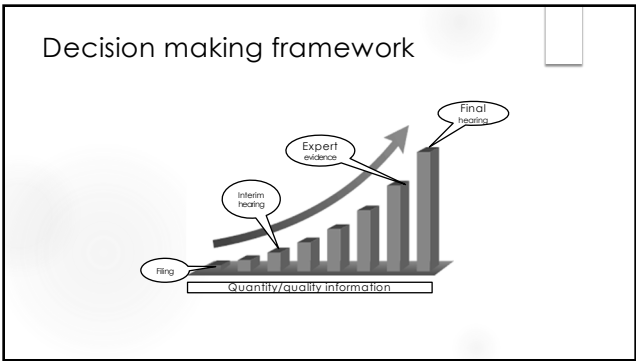 Decision making framework
Final
hearing
Expert
evidence
Interim
hearing
Filing
Quantity/quality information